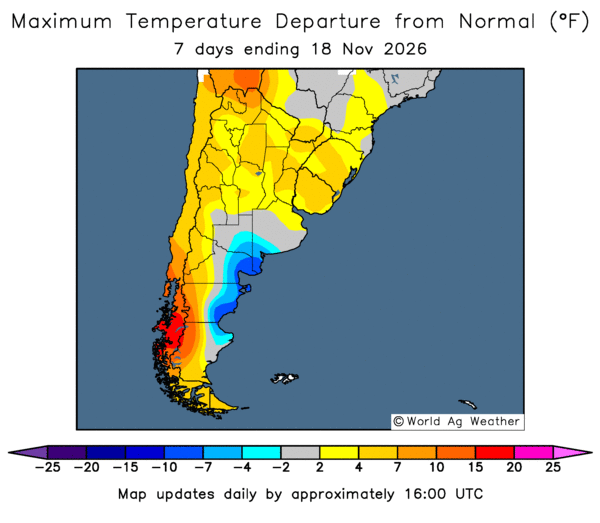 Maximum Temperature Departure from Normal (°F)
7 days ending 18 Nov 2026
© World Ag Weather
-25 -20 -15 -10 -7 -4 -2 2 4 7 10 15 20 25
Map updates daily by approximately 16:00 UTC